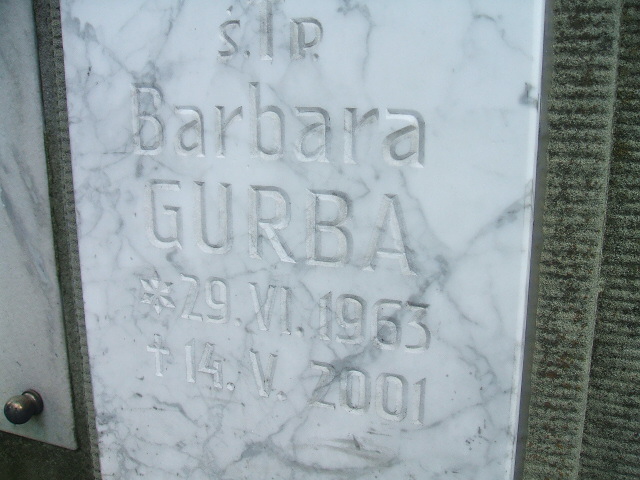 Ś. P.
Barbara
GURBA
* 29. VI. 1963
† 14. V. 2001